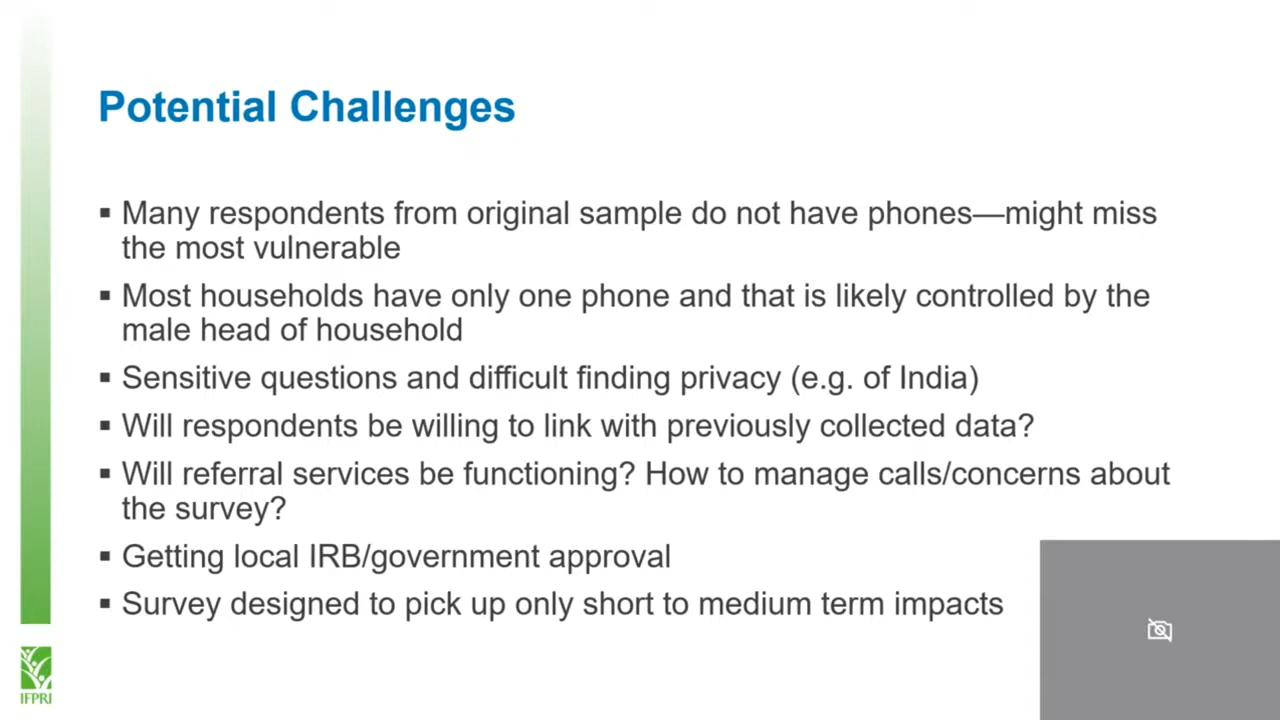 Potential Challenges
▪ Many respondents from original sample do not have phones—might miss
the most vulnerable
▪ Most households have only one phone and that is likely controlled by the
male head of household
▪ Sensitive questions and difficult finding privacy (e.g. of India)
▪ Will respondents be willing to link with previously collected data?
▪ Will referral services be functioning? How to manage calls/concerns about
the survey?
▪ Getting local IRB/government approval
▪ Survey designed to pick up only short to medium term impacts
IFPRI